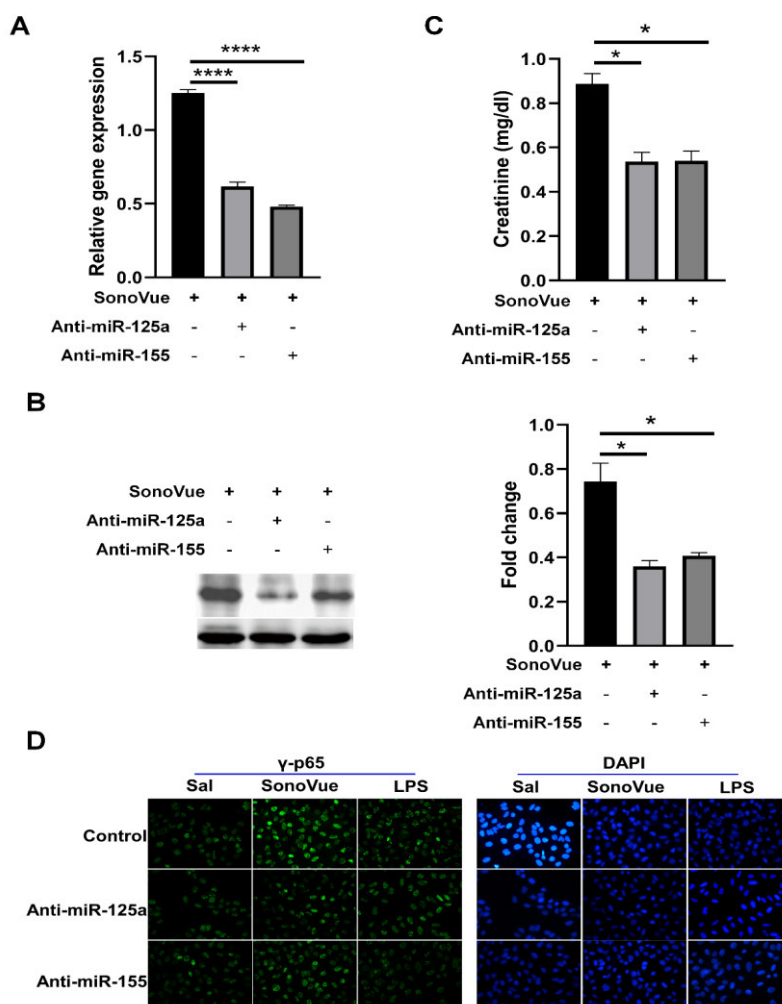 A
****
****
1.5
1.0
0.5
0.0
Relative gene expression
SonoVue + + +
Anti-miR-125a - + -
Anti-miR-155 - - +
C
*
*
1.0
0.8
0.6
0.4
0.2
0.0
Creatinine (mg/dl)
SonoVue + + +
Anti-miR-125a - + -
Anti-miR-155 - - +
B
SonoVue + + +
Anti-miR-125a - + -
Anti-miR-155 - - +
*
*
1.0
0.8
0.6
0.4
0.2
0.0
Fold change
SonoVue + + +
Anti-miR-125a - + -
Anti-miR-155 - - +
D
γ-p65 DAPI
Sal SonoVue LPS Sal SonoVue LPS
Control
Anti-miR-125a
Anti-miR-155